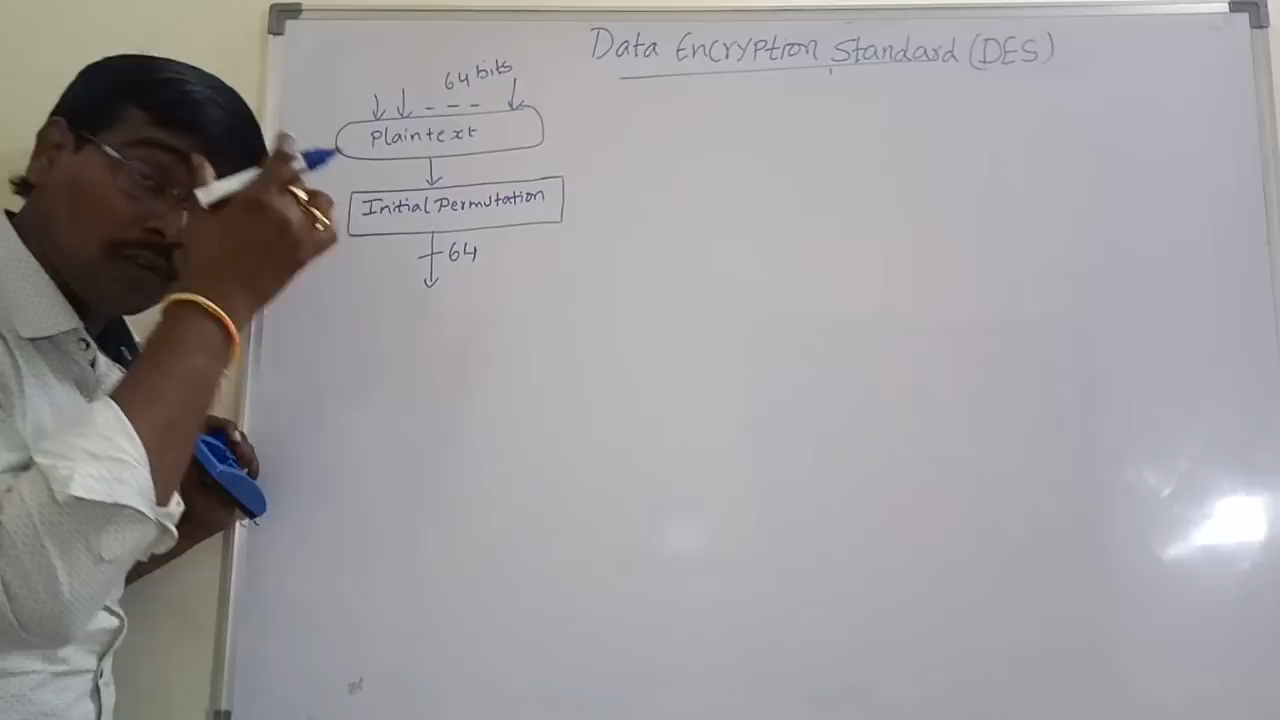 Data Encryption Standard (DES)
64 bits
Plaintext
Initial Permutation
64